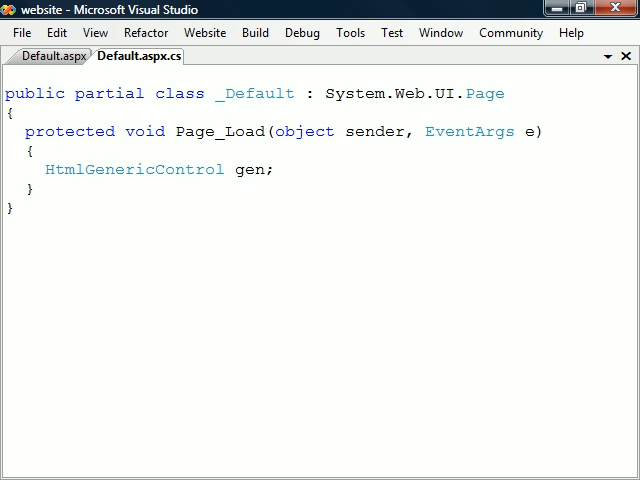 website - Microsoft Visual Studio
File Edit View Refactor Website Build Debug Tools Test Window Community Help
Default.aspx Default.aspx.cs
public partial class _Default : System.Web.UI.Page
{
protected void Page_Load(object sender, EventArgs e)
{
HtmlGenericControl gen;
}
}